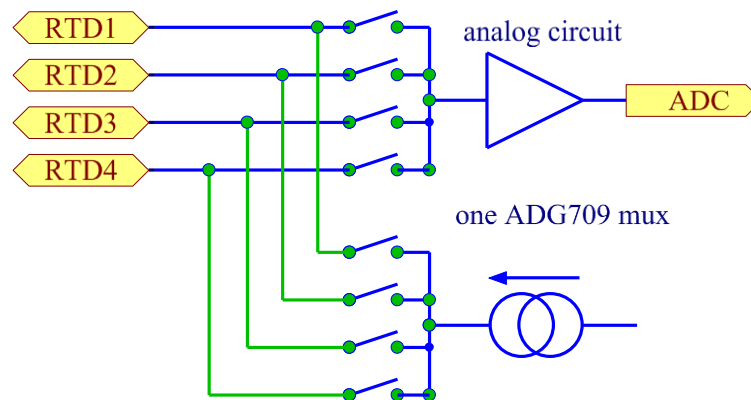 RTD1
analog circuit
RTD2
RTD3
ADC
RTD4
one ADG709 mux